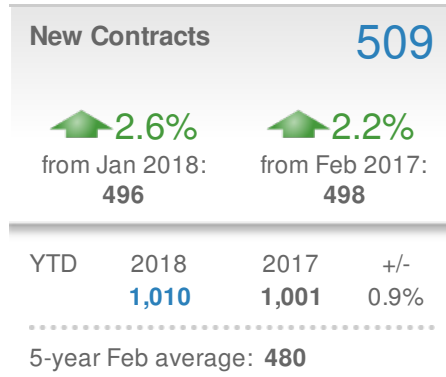 New Contracts 509
2.6% 2.2%
from Jan 2018: from Feb 2017:
496 498
YTD 2018 2017 +/-
1,010 1,001 0.9%
5-year Feb average: 480